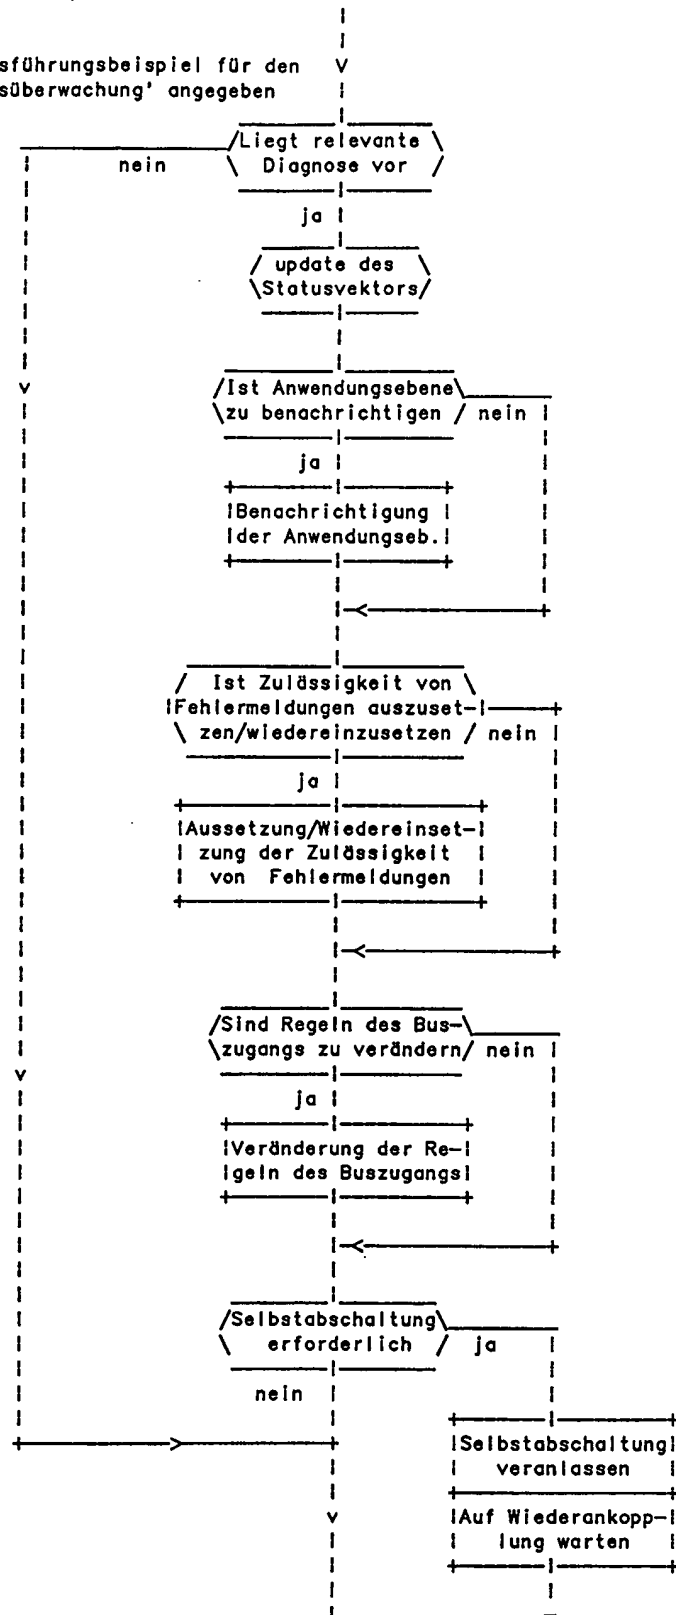 sführungsbeispiel für den
süberwachung' angegeben
Liegt relevante
Diagnose vor
nein
ja
update des
Statusvektors
Ist Anwendungsebene
zu benachrichtigen
nein
ja
Benachrichtigung
der Anwendungseb.
Ist Zulässigkeit von
Fehlermeldungen auszuset-
zen/wiedereinzusetzen
nein
ja
Aussetzung/Wiedereinset-
zung der Zulässigkeit
von Fehlermeldungen
Sind Regeln des Bus-
zugangs zu verändern
nein
ja
Veränderung der Re-
geln des Buszugangs
Selbstabschaltung
erforderlich
ja
nein
Selbstabschaltung
veranlassen
Auf Wiederankopp-
lung warten